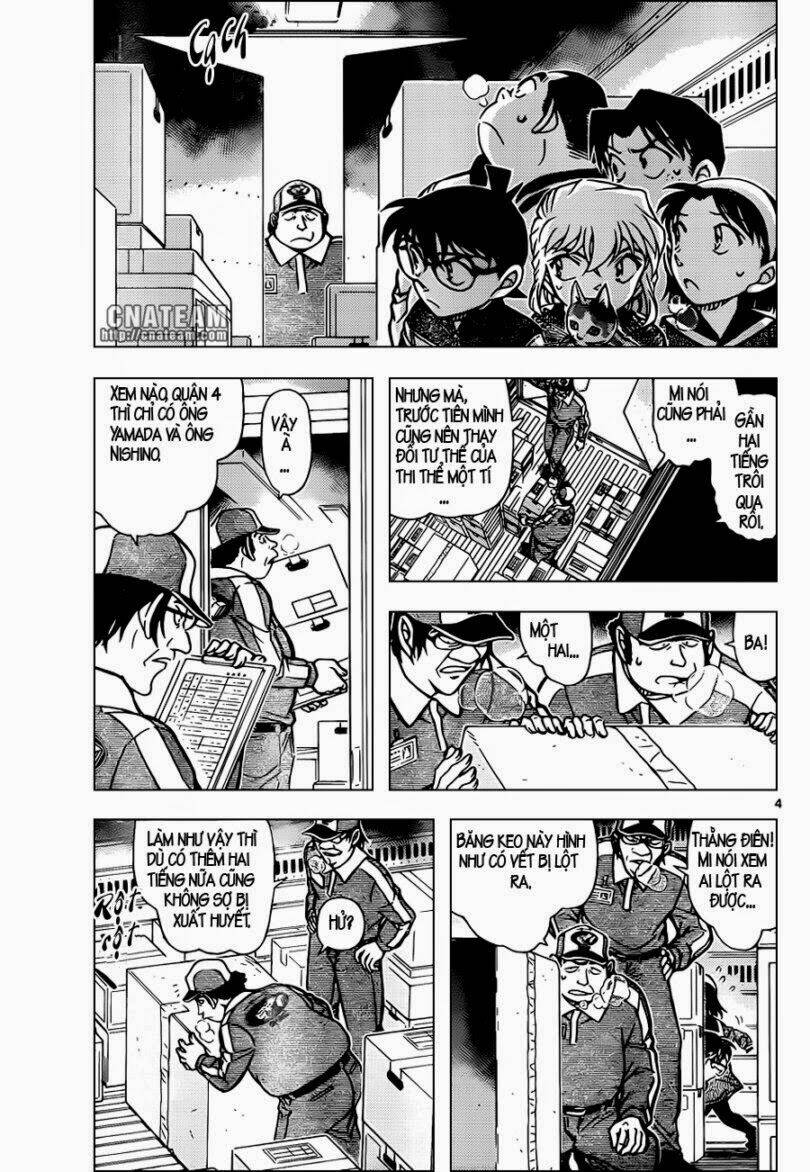 Cạch
CNATEAM
http://cnateam.com
GẦN
HAI
TIẾNG
TRÔI
QUA
RỒI.
MI NÓI
CŨNG PHẢI
...
NHƯNG MÀ,
TRƯỚC TIÊN MÌNH
CŨNG NÊN THAY
ĐỔI TƯ THẾ CỦA
THI THỂ MỘT TÍ
...
VẬY
À
...
XEM NÀO, QUẬN 4
THÌ CHỈ CÓ ÔNG
YAMADA VÀ ÔNG
NISHINO.
BA!
MỘT
HAI...
4
THẰNG ĐIÊN!
MI NÓI XEM
AI LỘT RA
ĐƯỢC...
BĂNG KEO NÀY HÌNH
NHƯ CÓ VẾT BỊ LỘT
RA.
HỬ?
LÀM NHƯ VẬY THÌ
DÙ CÓ THÊM HAI
TIẾNG NỮA CŨNG
KHÔNG SỢ BỊ
XUẤT HUYẾT.
Rột
rột